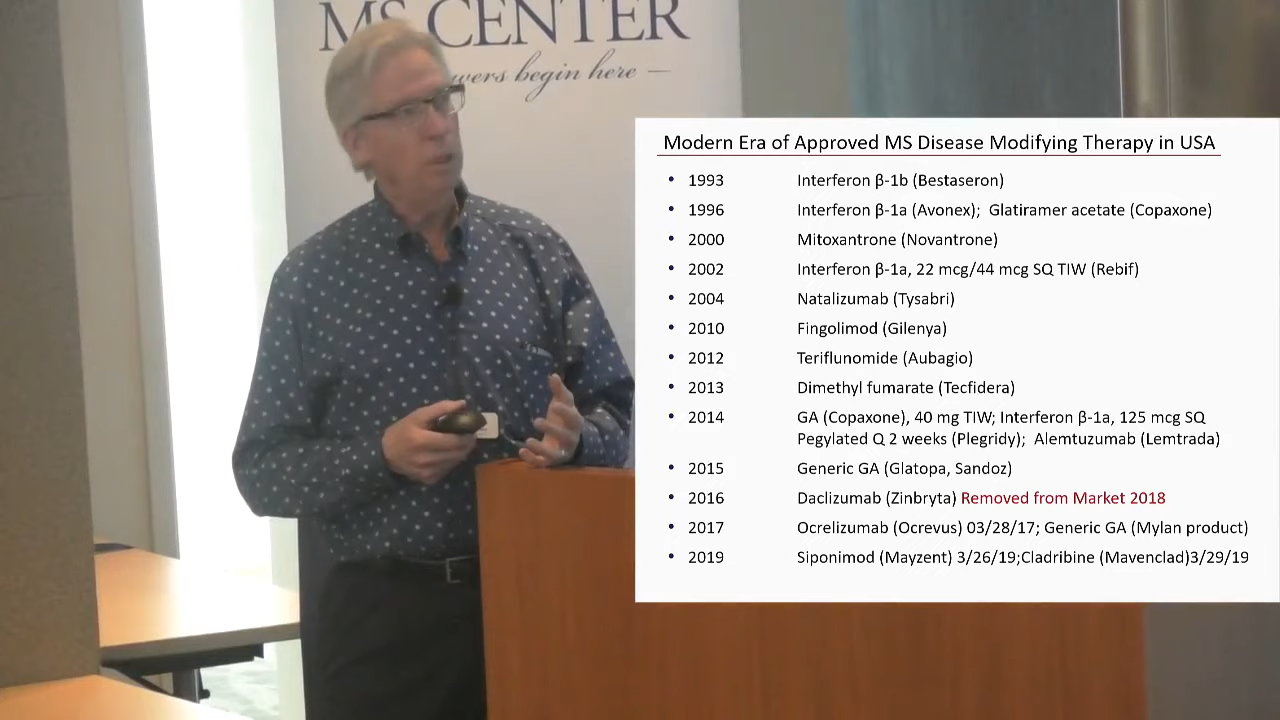 MS CENTER
begin here —
Modern Era of Approved MS Disease Modifying Therapy in USA
• 1993 Interferon β-1b (Bestaseron)
• 1996 Interferon β-1a (Avonex); Glatiramer acetate (Copaxone)
• 2000 Mitoxantrone (Novantrone)
• 2002 Interferon β-1a, 22 mcg/44 mcg SQ TIW (Rebif)
• 2004 Natalizumab (Tysabri)
• 2010 Fingolimod (Gilenya)
• 2012 Teriflunomide (Aubagio)
• 2013 Dimethyl fumarate (Tecfidera)
• 2014 GA (Copaxone), 40 mg TIW; Interferon β-1a, 125 mcg SQ
Pegylated Q 2 weeks (Plegridy); Alemtuzumab (Lemtrada)
• 2015 Generic GA (Glatopa, Sandoz)
• 2016 Daclizumab (Zinbryta) Removed from Market 2018
• 2017 Ocrelizumab (Ocrevus) 03/28/17; Generic GA (Mylan product)
• 2019 Siponimod (Mayzent) 3/26/19;Cladribine (Mavenclad)3/29/19